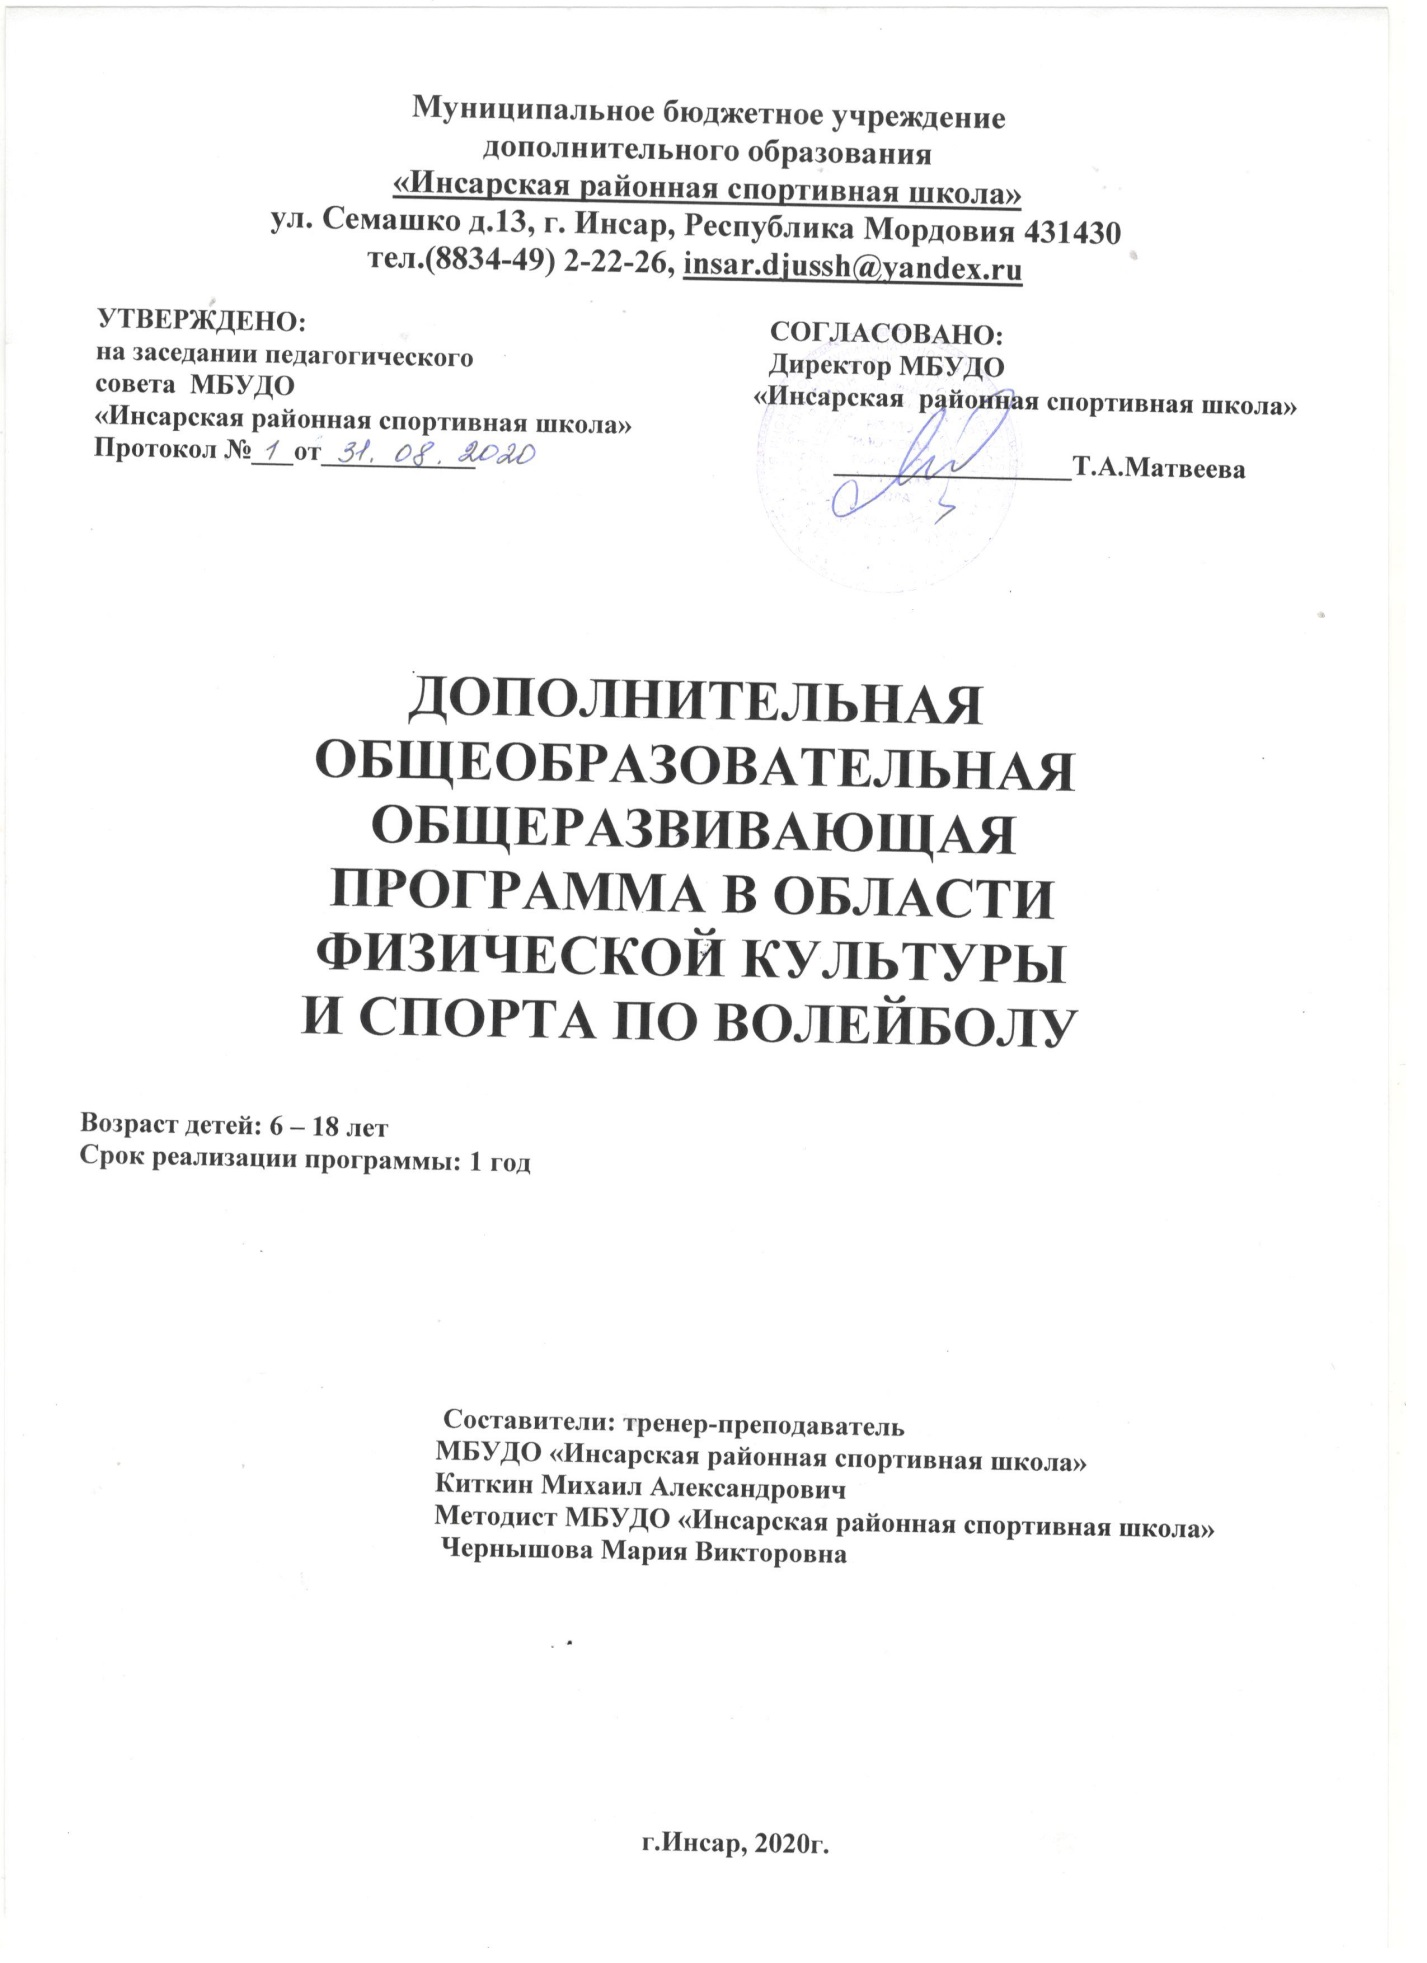 Муниципальное бюджетное учреждение
дополнительного образования
«Инсарская районная спортивная школа»
ул. Семашко д.13, г. Инсар, Республика Мордовия 431430
тел.(8834-49) 2-22-26, insar.djussh@yandex.ru
УТВЕРЖДЕНО:
на заседании педагогического
совета МБУДО
«Инсарская районная спортивная школа»
Протокол № 1 от 31. 08. 2020
СОГЛАСОВАНО:
Директор МБУДО
«Инсарская районная спортивная школа»
Т.А.Матвеева
ДОПОЛНИТЕЛЬНАЯ
ОБЩЕОБРАЗОВАТЕЛЬНАЯ
ОБЩЕРАЗВИВАЮЩАЯ
ПРОГРАММА В ОБЛАСТИ
ФИЗИЧЕСКОЙ КУЛЬТУРЫ
И СПОРТА ПО ВОЛЕЙБОЛУ
Возраст детей: 6 – 18 лет
Срок реализации программы: 1 год
Составители: тренер-преподаватель
МБУДО «Инсарская районная спортивная школа»
Киткин Михаил Александрович
Методист МБУДО «Инсарская районная спортивная школа»
Чернышова Мария Викторовна
г.Инсар, 2020г.